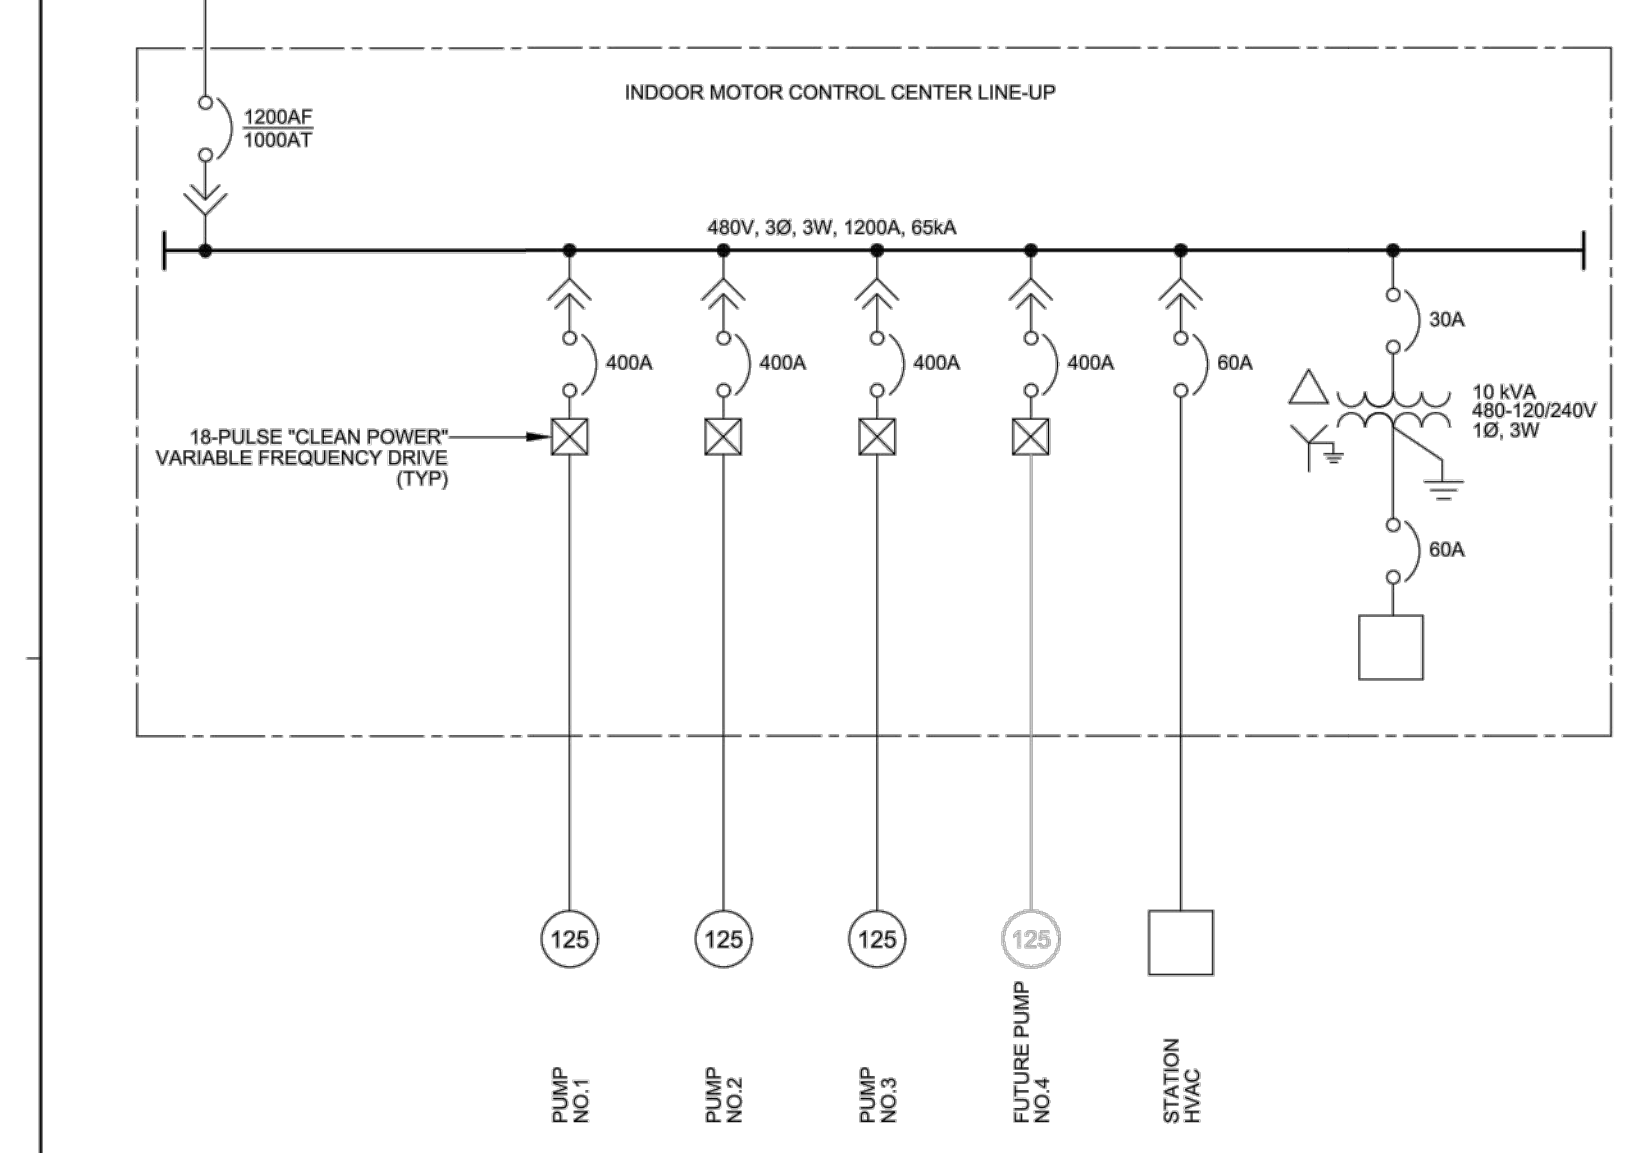 INDOOR MOTOR CONTROL CENTER LINE-UP
1200AF
1000AT
480V, 3Ø, 3W, 1200A, 65kA
30A
400A
400A
400A
400A
60A
10 kVA
480-120/240V
1Ø, 3W
18-PULSE "CLEAN POWER"
VARIABLE FREQUENCY DRIVE
(TYP)
60A
125
125
125
125
PUMP
NO.1
PUMP
NO.2
PUMP
NO.3
FUTURE PUMP
NO.4
STATION
HVAC